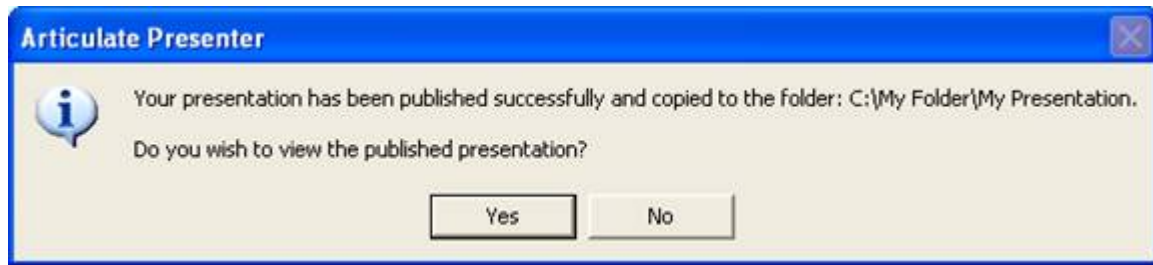 Articulate Presenter
Your presentation has been published successfully and copied to the folder: C:\My Folder\My Presentation.
Do you wish to view the published presentation?
Yes No